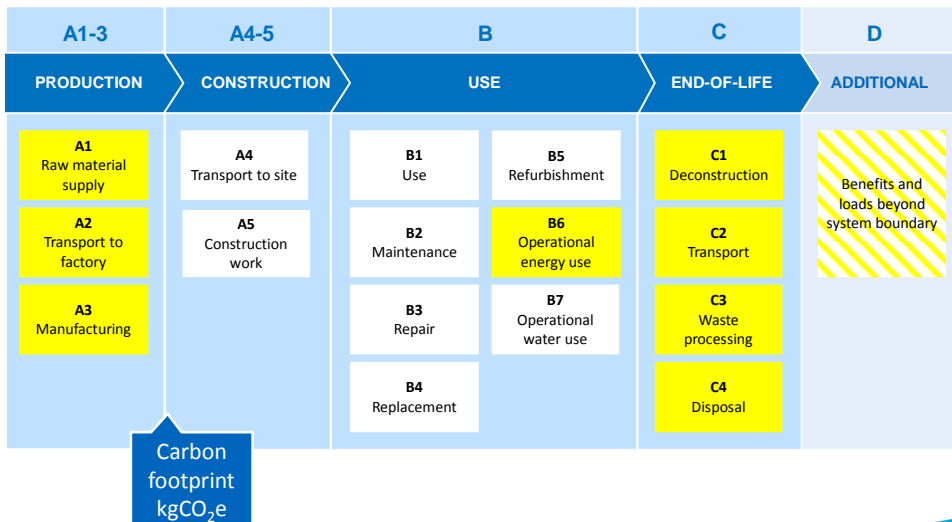 A1-3
A4-5
B
C
D
PRODUCTION
CONSTRUCTION
USE
END-OF-LIFE
ADDITIONAL
A1
Raw material
supply
A2
Transport to
factory
A3
Manufacturing
A4
Transport to site
A5
Construction
work
B1
Use
B2
Maintenance
B3
Repair
B4
Replacement
B5
Refurbishment
B6
Operational
energy use
B7
Operational
water use
C1
Deconstruction
C2
Transport
C3
Waste
processing
C4
Disposal
Benefits and
loads beyond
system boundary
Carbon
footprint
kgCO₂e